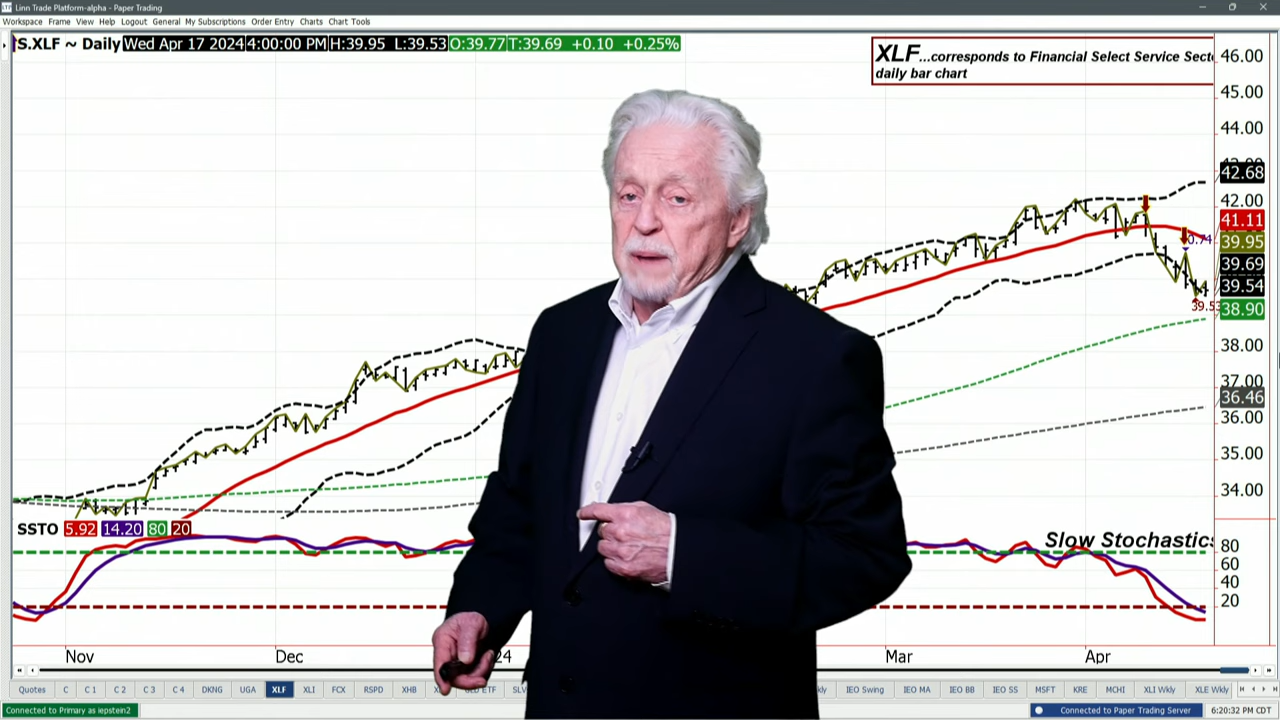 Linn Trade Platform-alpha - Paper Trading
Workspace Frame View Help Logout General My Subscriptions Order Entry Charts Chart Tools
S.XLF ~ Daily Wed Apr 17 2024 4:00:00 PM H:39.95 L:39.53 O:39.77 T:39.69 +0.10 +0.25%
XLF...corresponds to Financial Select Service Sect
daily bar chart
46.00
45.00
44.00
42.68
42.00
41.11
39.95
39.69
39.54
38.90
38.00
37.00
36.46
36.00
35.00
34.00
SSTO 5.92 14.20 80 20
Slow Stochastics
80
60
40
20
Nov Dec 24 Mar Apr
Quotes C C 1 C 2 C 3 C 4 DKNG UGA XLF XLI FCX RSPD XHB ETF SLV kly IEO Swing IEO MA IEO BB IEO SS MSFT KRE MCHI XLI Wkly XLE Wkly
Connected to Primary as iepstein2 Connected to Paper Trading Server 6:20:32 PM CDT